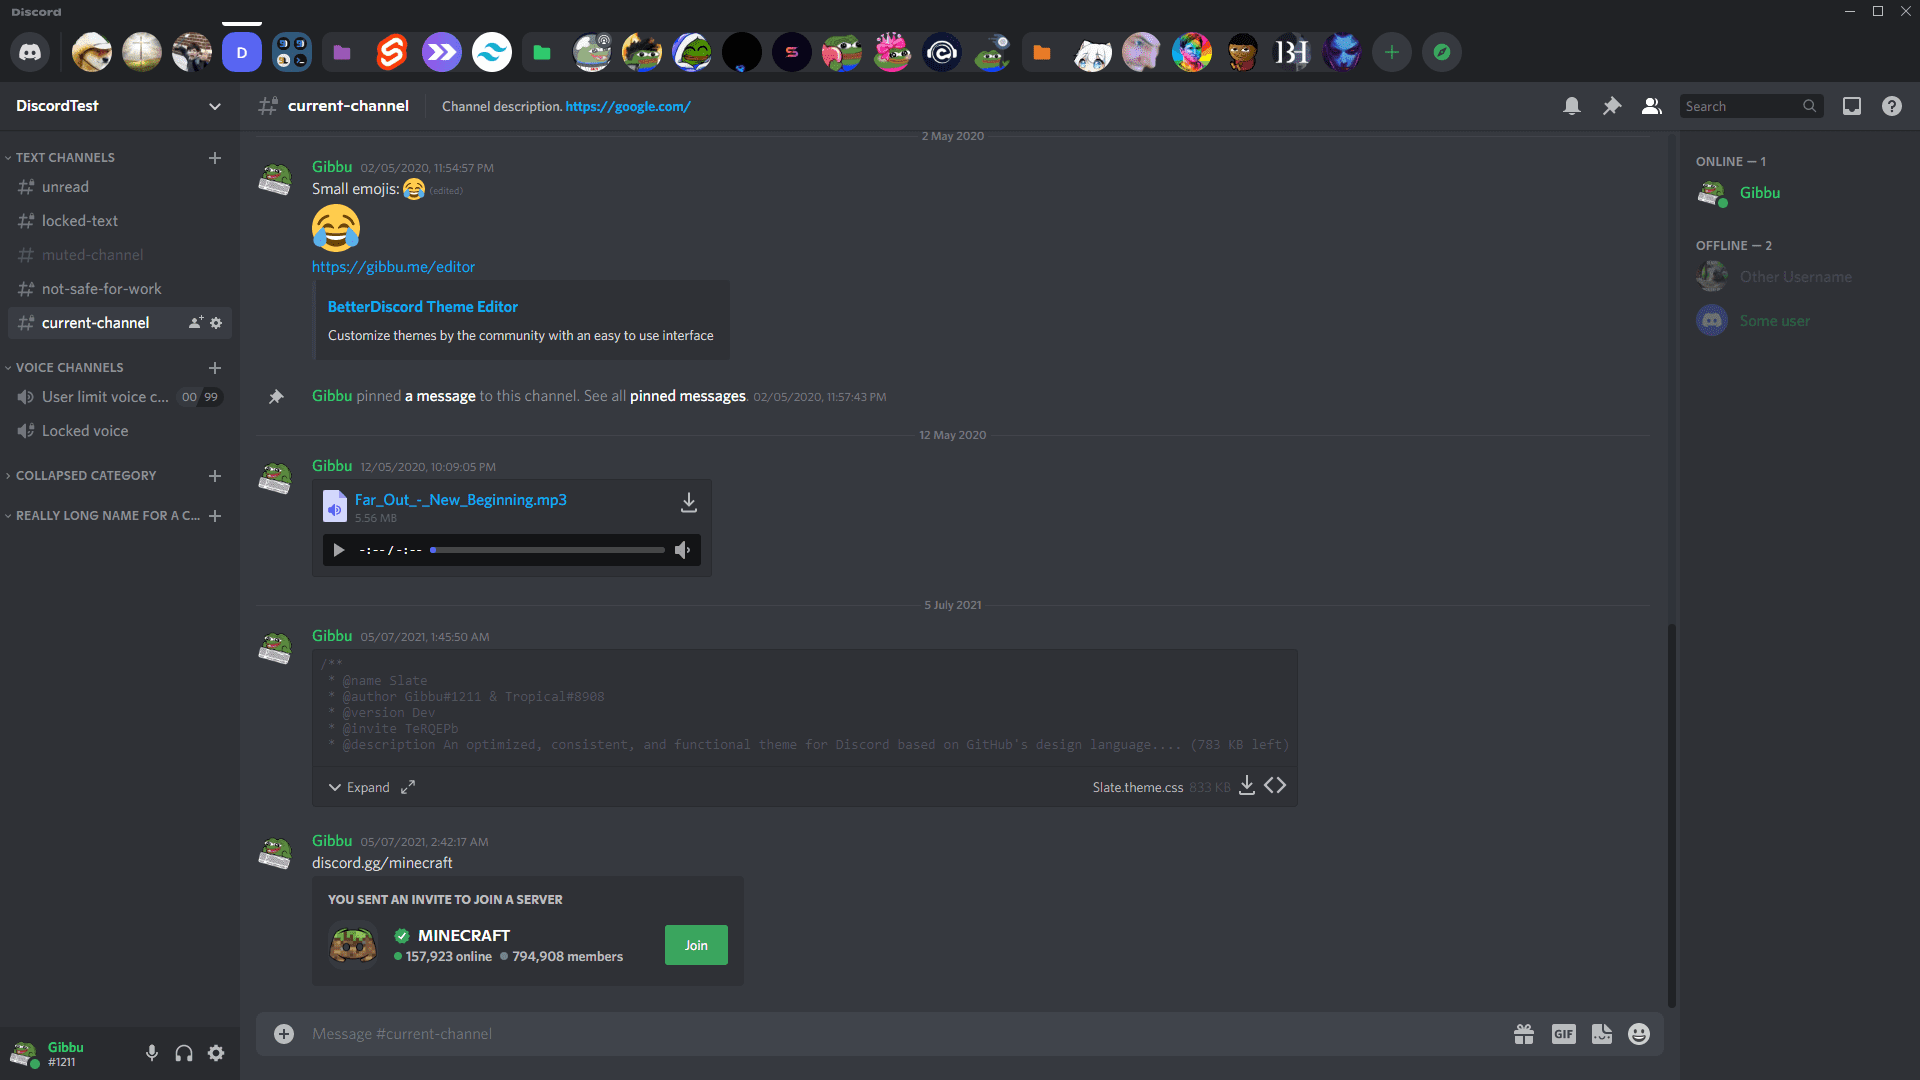 Discord
D
BH
DiscordTest
current-channel
Channel description. https://google.com/
Search
TEXT CHANNELS
unread
locked-text
muted-channel
not-safe-for-work
current-channel
VOICE CHANNELS
User limit voice c...
00 99
Locked voice
COLLAPSED CATEGORY
REALLY LONG NAME FOR A C...
Gibbu
#1211
2 May 2020
Gibbu 02/05/2020, 11:54:57 PM
Small emojis: 😂 (edited)
😂
https://gibbu.me/editor
BetterDiscord Theme Editor
Customize themes by the community with an easy to use interface
Gibbu pinned a message to this channel. See all pinned messages. 02/05/2020, 11:57:43 PM
12 May 2020
Gibbu 12/05/2020, 10:09:05 PM
Far_Out_-_New_Beginning.mp3
5.56 MB
-:-- / -:--
5 July 2021
Gibbu 05/07/2021, 1:45:50 AM
/**
* @name Slate
* @author Gibbu#1211 & Tropical#8908
* @version Dev
* @invite TeRQEPb
* @description An optimized, consistent, and functional theme for Discord based on GitHub's design language.... (783 KB left)
Expand
Slate.theme.css 833 KB
Gibbu 05/07/2021, 2:42:17 AM
discord.gg/minecraft
YOU SENT AN INVITE TO JOIN A SERVER
MINECRAFT
157,923 online 794,908 members
Join
Message #current-channel
GIF
ONLINE — 1
Gibbu
OFFLINE — 2
Other Username
Some user